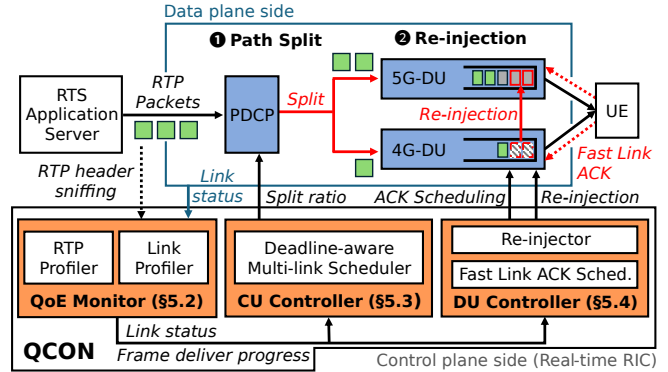 Data plane side
❶ Path Split
❷ Re-injection
RTS
Application
Server
RTP
Packets
PDCP
Split
5G-DU
Re-injection
4G-DU
UE
Fast Link
ACK
RTP header
sniffing
Link
status
Split ratio
ACK Scheduling
Re-injection
RTP
Profiler
Link
Profiler
QoE Monitor (§5.2)
Deadline-aware
Multi-link Scheduler
CU Controller (§5.3)
Re-injector
Fast Link ACK Sched.
DU Controller (§5.4)
Link status
Frame deliver progress
QCON
Control plane side (Real-time RIC)